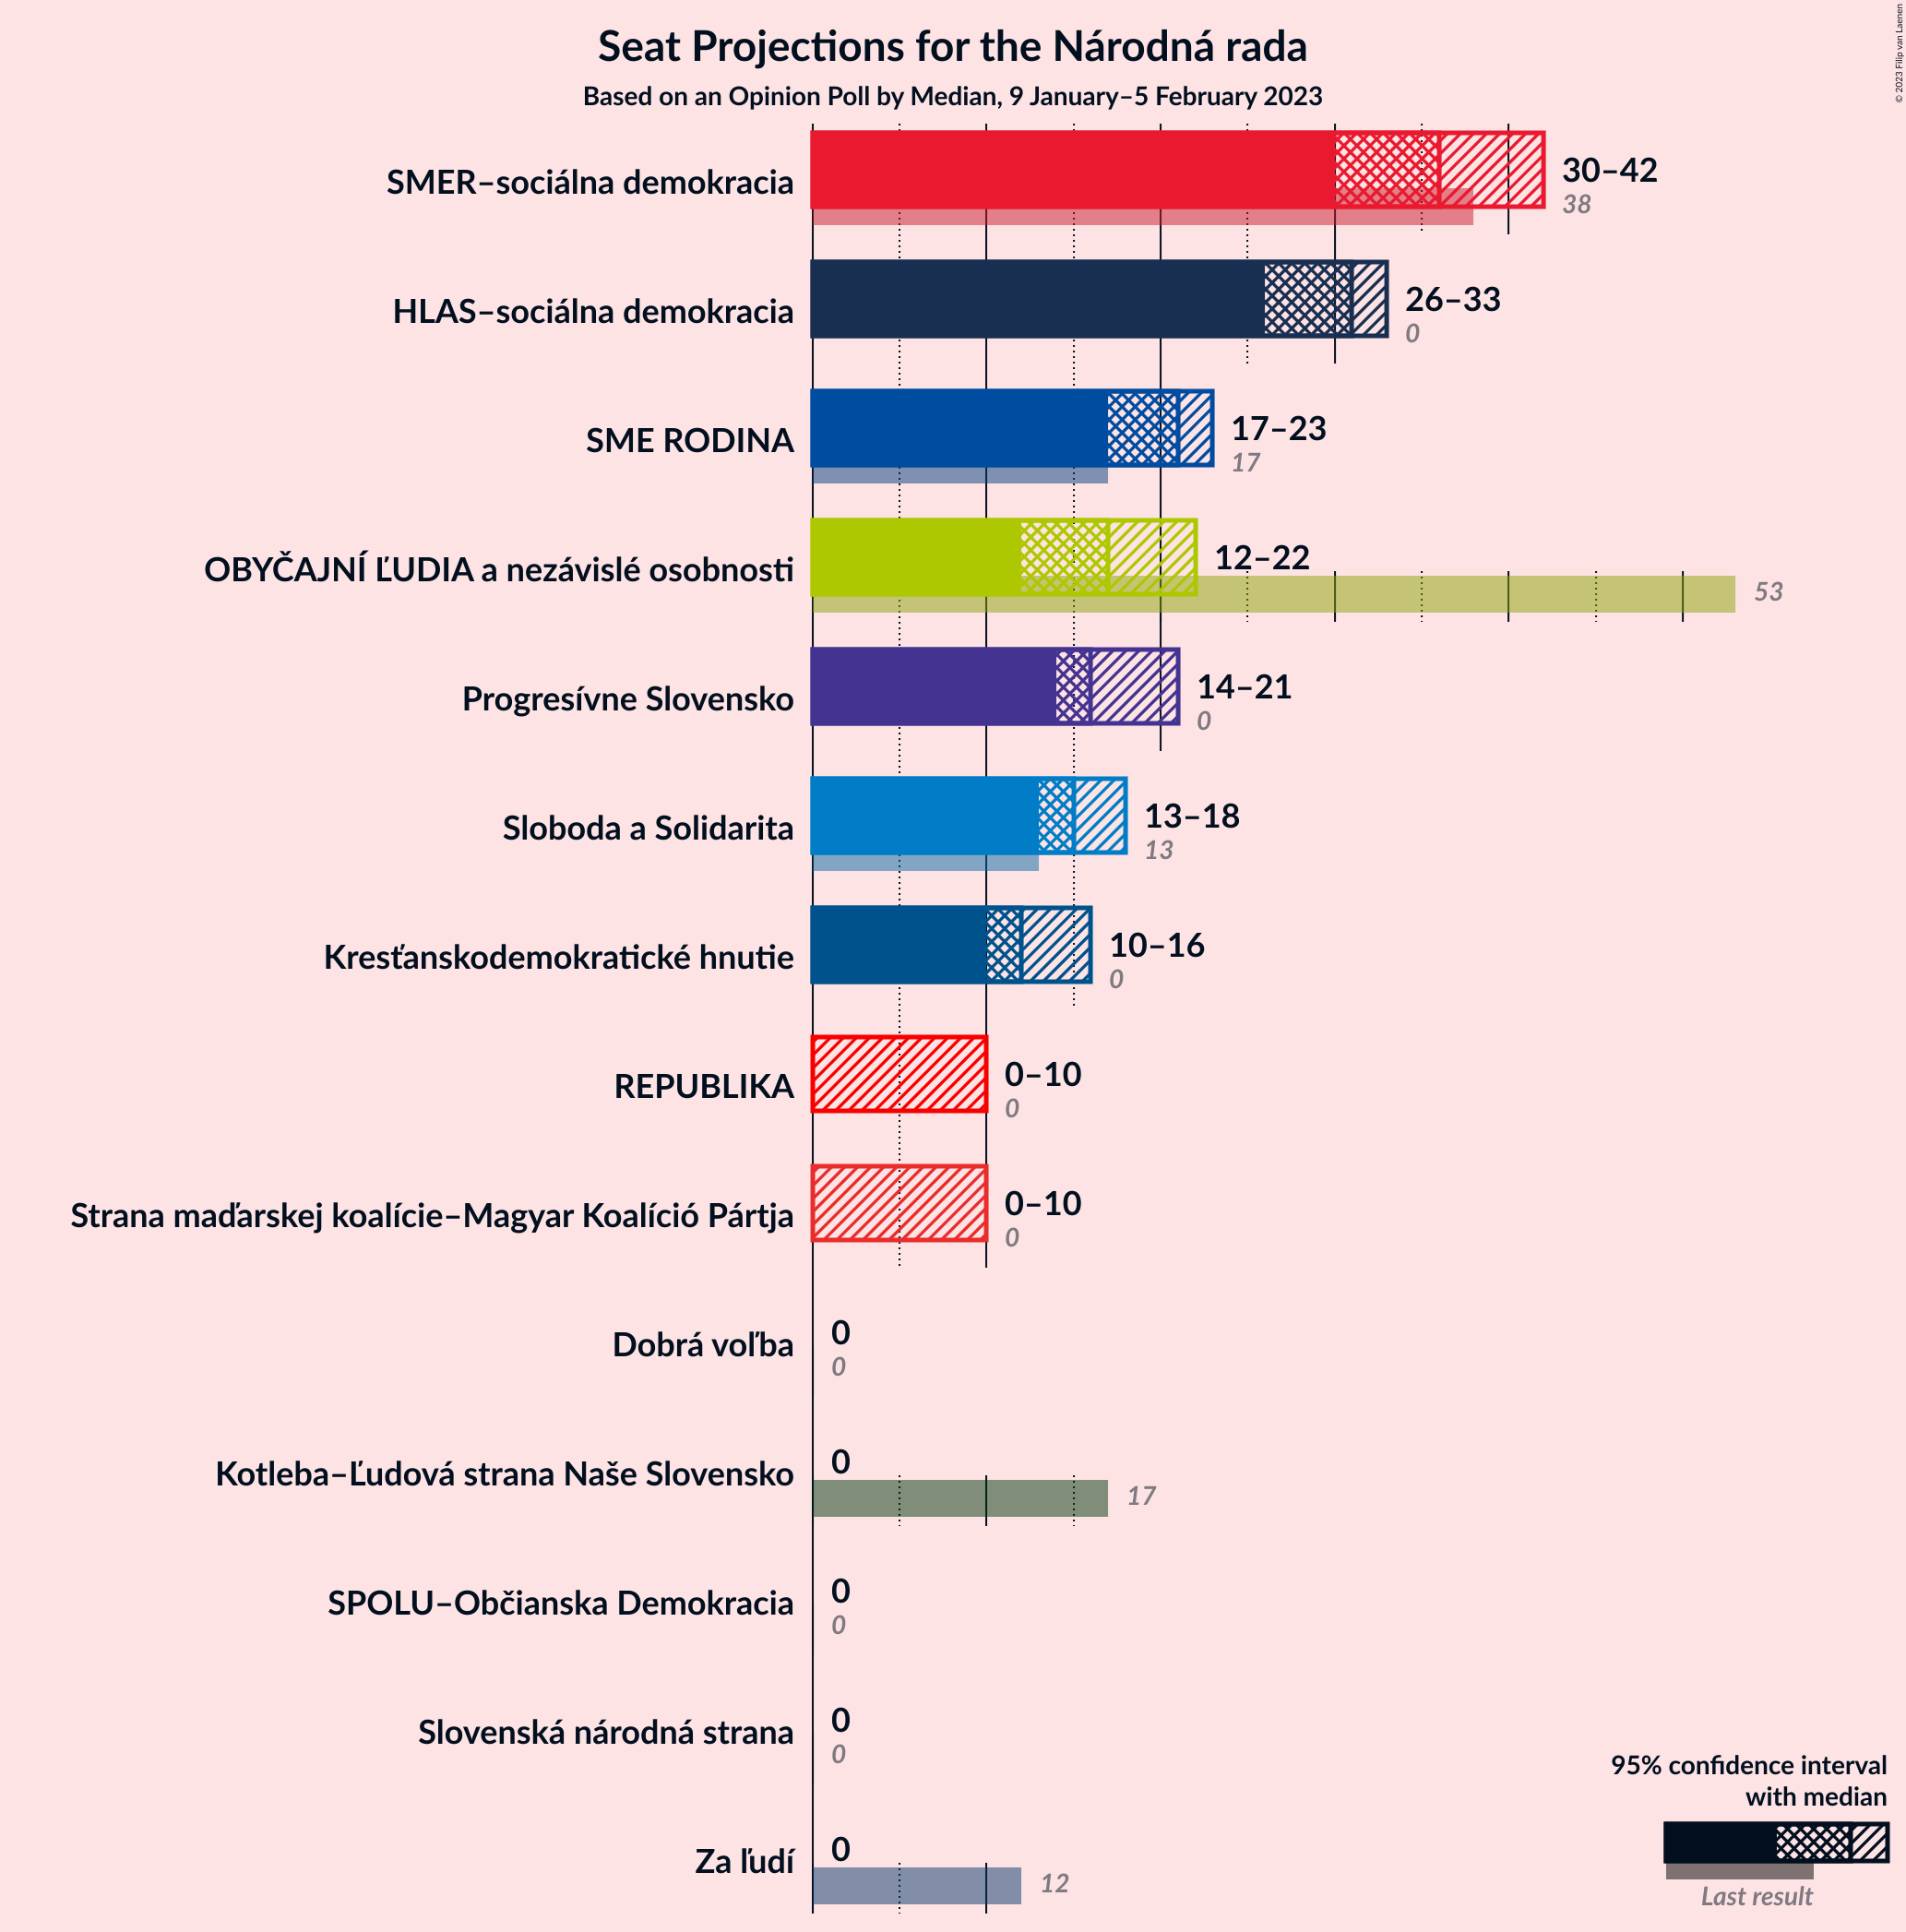 Seat Projections for the Národná rada
Based on an Opinion Poll by Median, 9 January–5 February 2023
© 2023 Filip van Laenen
SMER–sociálna demokracia
30–42
38
HLAS–sociálna demokracia
26–33
0
SME RODINA
17–23
17
OBYČAJNÍ ĽUDIA a nezávislé osobnosti
12–22
53
Progresívne Slovensko
14–21
0
Sloboda a Solidarita
13–18
13
Kresťanskodemokratické hnutie
10–16
0
REPUBLIKA
0–10
0
Strana maďarskej koalície–Magyar Koalíció Pártja
0–10
0
Dobrá voľba
0
0
Kotleba–Ľudová strana Naše Slovensko
0
17
SPOLU–Občianska Demokracia
0
0
Slovenská národná strana
0
0
Za ľudí
0
12
95% confidence interval
with median
Last result